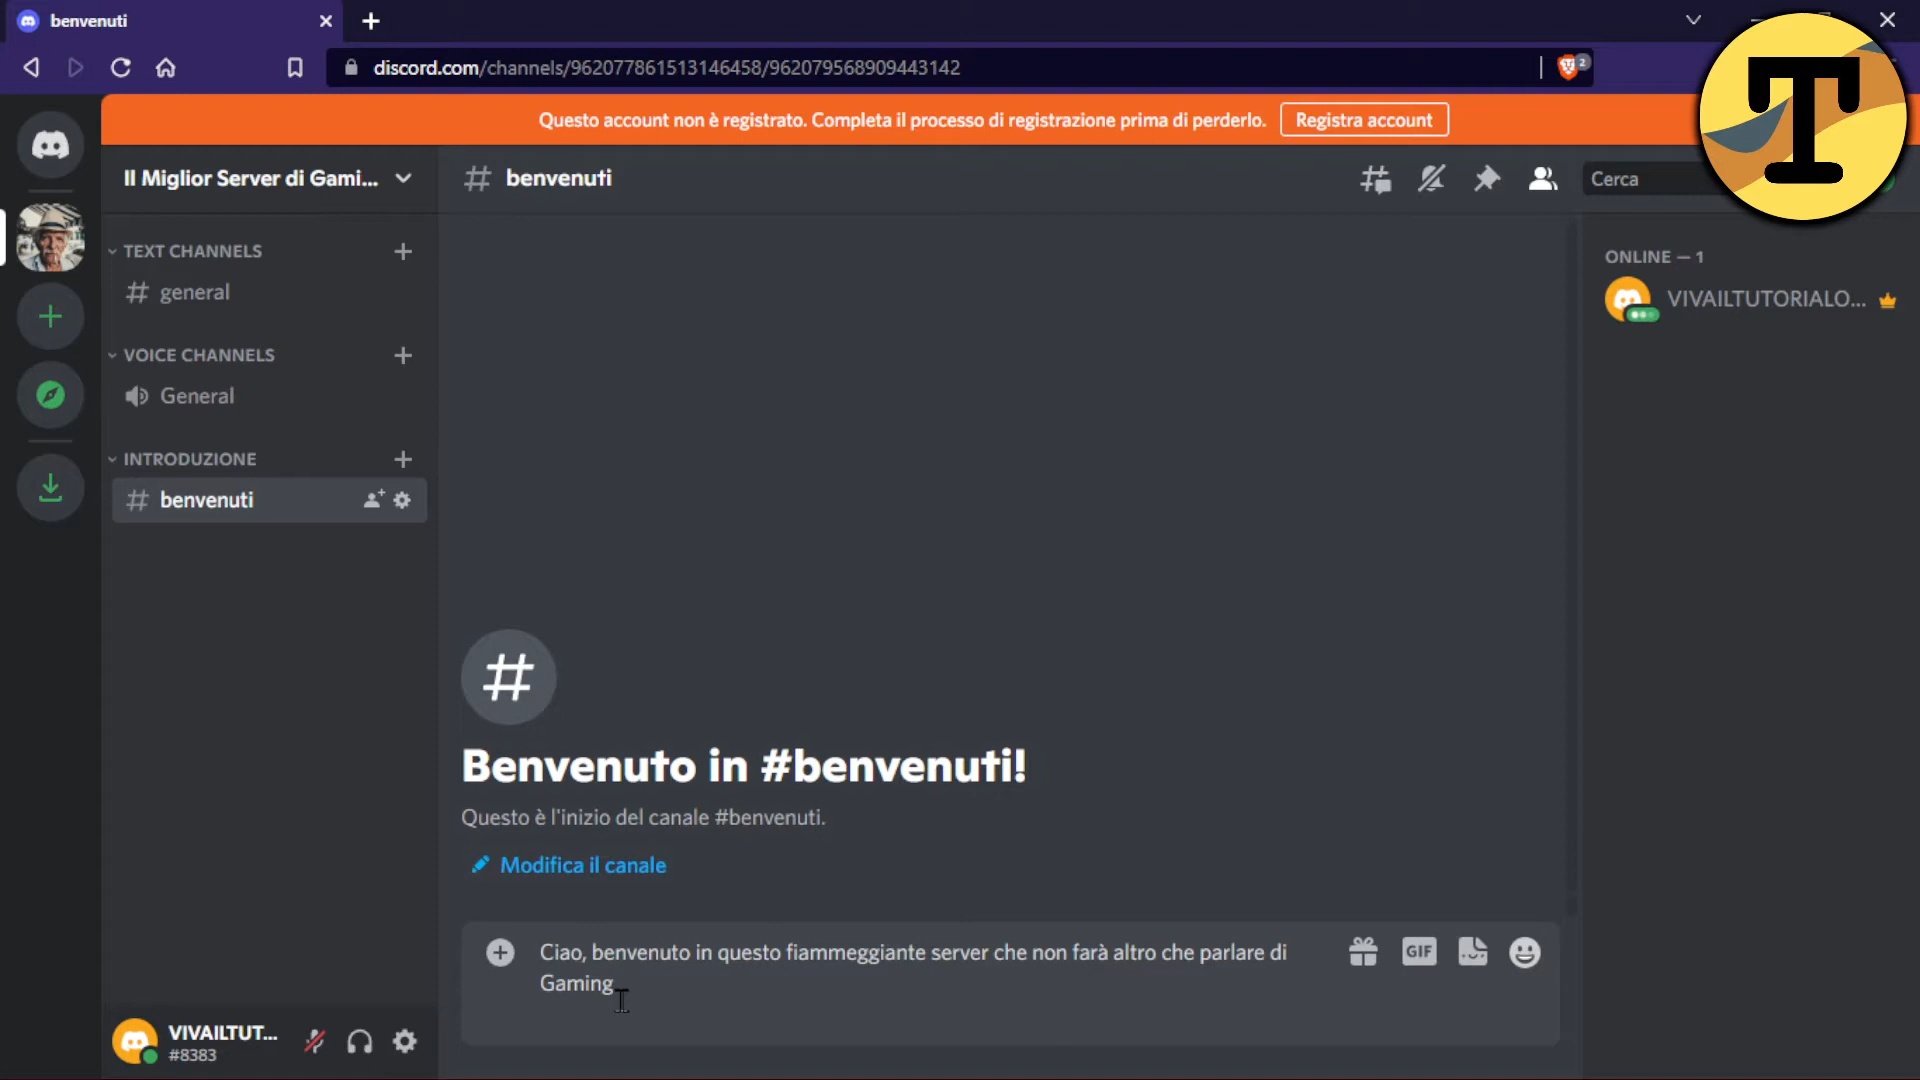 benvenuti
discord.com/channels/962077861513146458/962079568909443142
2
Questo account non è registrato. Completa il processo di registrazione prima di perderlo.
Registra account
T
Il Miglior Server di Gami...
benvenuti
Cerca
TEXT CHANNELS
general
VOICE CHANNELS
General
INTRODUZIONE
benvenuti
ONLINE — 1
VIVAILTUTORIALO...
Benvenuto in #benvenuti!
Questo è l'inizio del canale #benvenuti.
Modifica il canale
Ciao, benvenuto in questo fiammeggiante server che non farà altro che parlare di
Gaming
GIF
VIVAILTUT...
#8383